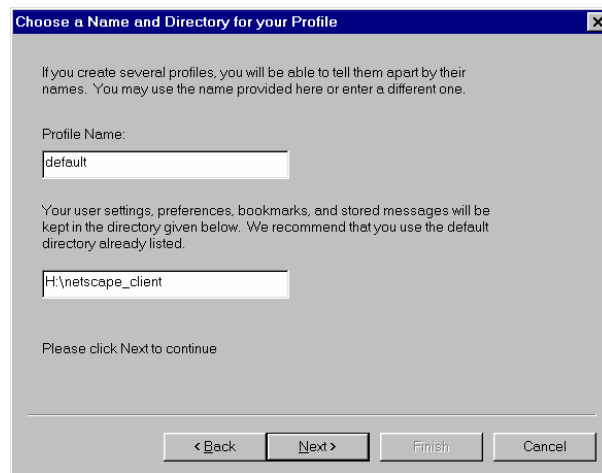 Choose a Name and Directory for your Profile
If you create several profiles, you will be able to tell them apart by their
names. You may use the name provided here or enter a different one.
Profile Name:
default
Your user settings, preferences, bookmarks, and stored messages will be
kept in the directory given below. We recommend that you use the default
directory already listed.
H:\netscape_client
Please click Next to continue
< Back Next > Finish Cancel